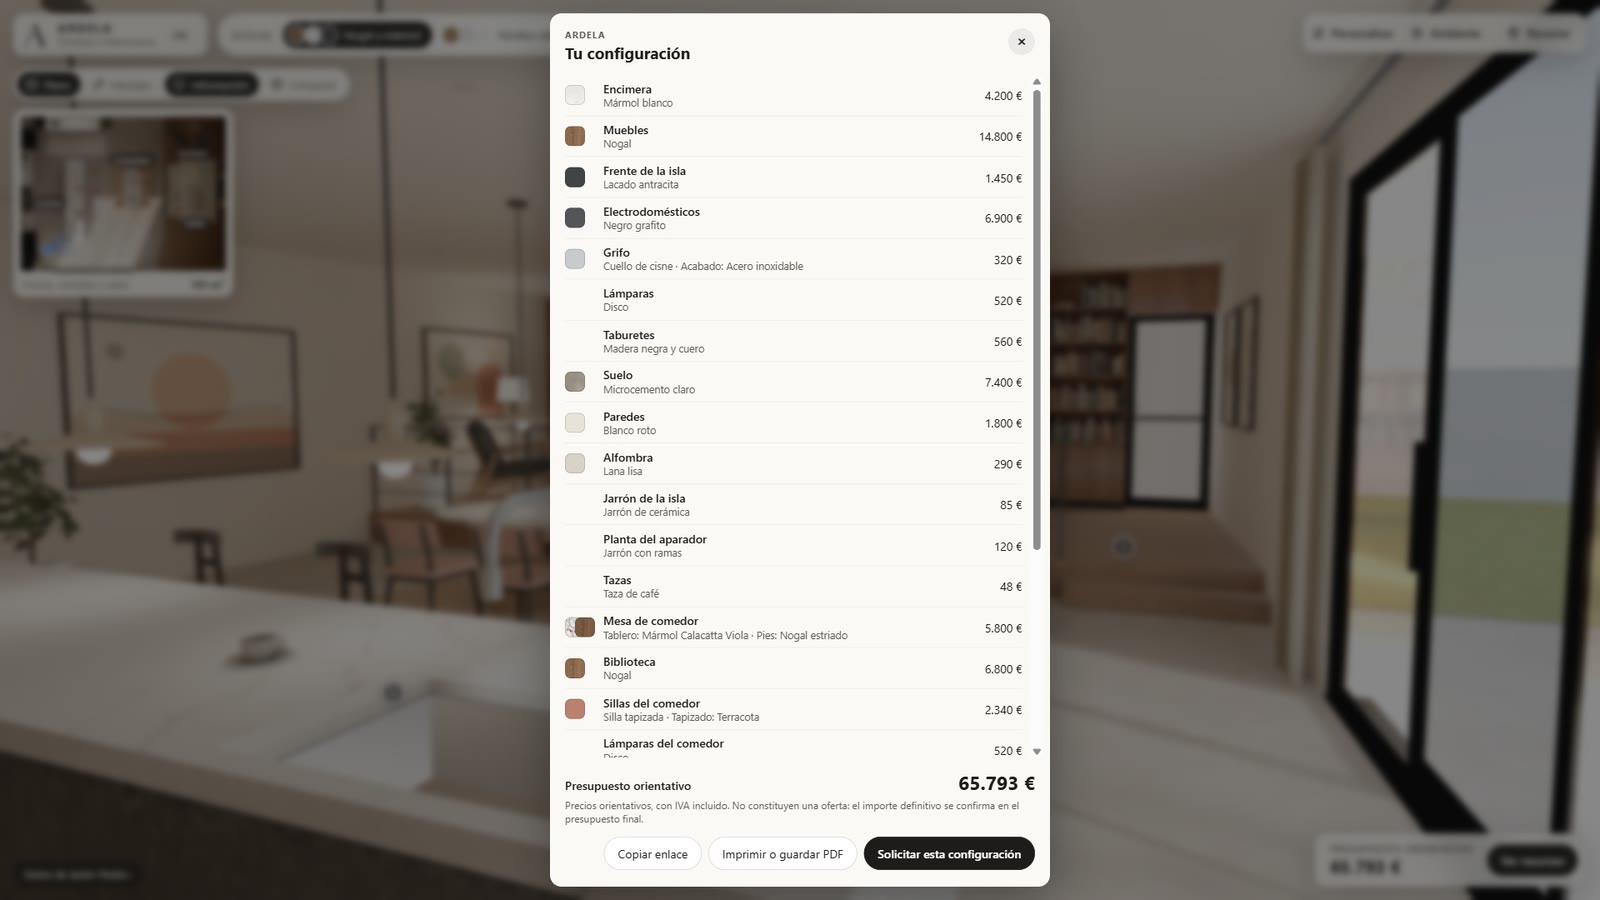 ARDELA
Tu configuración
Encimera
Mármol blanco
4.200 €
Muebles
Nogal
14.800 €
Frente de la isla
Lacado antracita
1.450 €
Electrodomésticos
Negro grafito
6.900 €
Grifo
Cuello de cisne · Acabado: Acero inoxidable
320 €
Lámparas
Disco
520 €
Taburetes
Madera negra y cuero
560 €
Suelo
Microcemento claro
7.400 €
Paredes
Blanco roto
1.800 €
Alfombra
Lana lisa
290 €
Jarrón de la isla
Jarrón de cerámica
85 €
Planta del aparador
Jarrón con ramas
120 €
Tazas
Taza de café
48 €
Mesa de comedor
Tablero: Mármol Calacatta Viola · Pies: Nogal estriado
5.800 €
Biblioteca
Nogal
6.800 €
Sillas del comedor
Silla tapizada · Tapizado: Terracota
2.340 €
Lámparas del comedor
Disco
520 €
Presupuesto orientativo
65.793 €
Precios orientativos, con IVA incluido. No constituyen una oferta: el importe definitivo se confirma en el
presupuesto final.
Copiar enlace
Imprimir o guardar PDF
Solicitar esta configuración
ARDELA
65.793 €